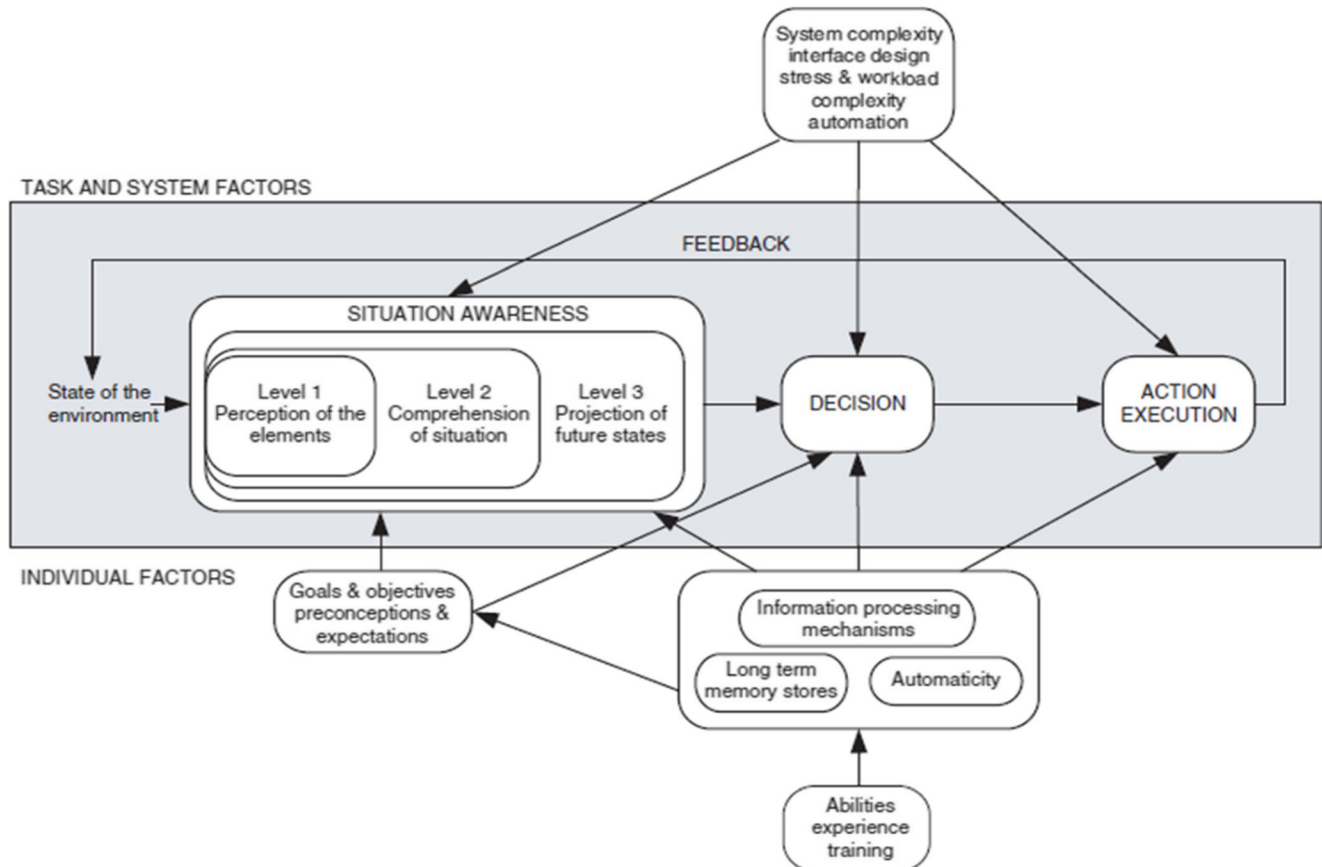 System complexity
interface design
stress & workload
complexity
automation
TASK AND SYSTEM FACTORS
FEEDBACK
SITUATION AWARENESS
State of the
environment
Level 1
Perception of the
elements
Level 2
Comprehension
of situation
Level 3
Projection of
future states
DECISION
ACTION
EXECUTION
INDIVIDUAL FACTORS
Goals & objectives
preconceptions &
expectations
Information processing
mechanisms
Long term
memory stores
Automaticity
Abilities
experience
training